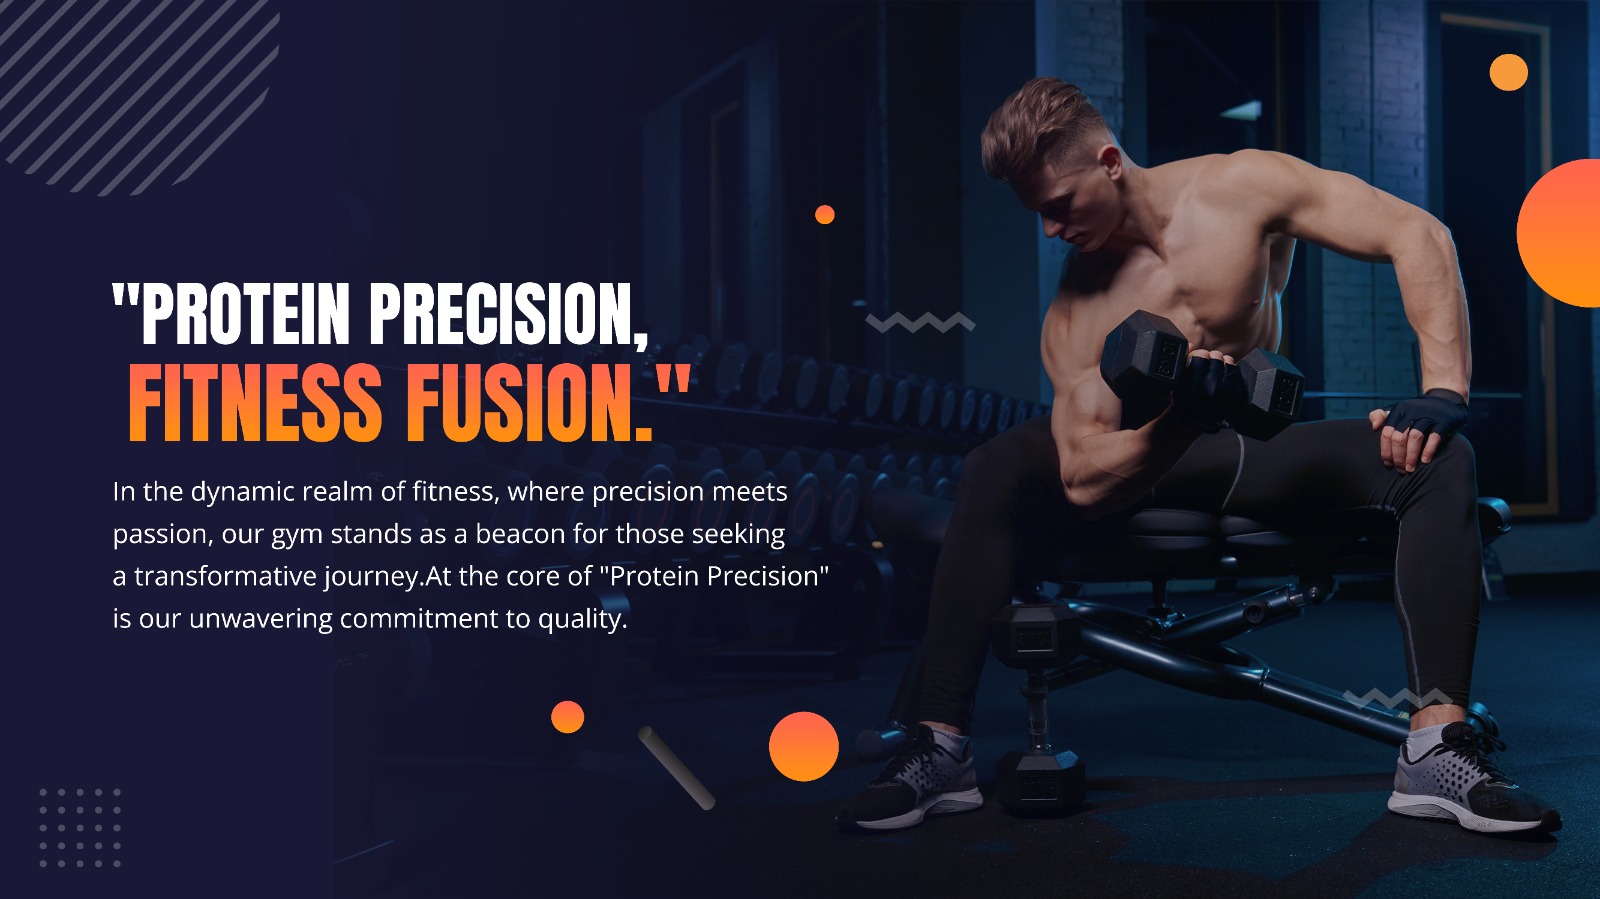 "PROTEIN PRECISION,
FITNESS FUSION."
In the dynamic realm of fitness, where precision meets
passion, our gym stands as a beacon for those seeking
a transformative journey.At the core of "Protein Precision"
is our unwavering commitment to quality.